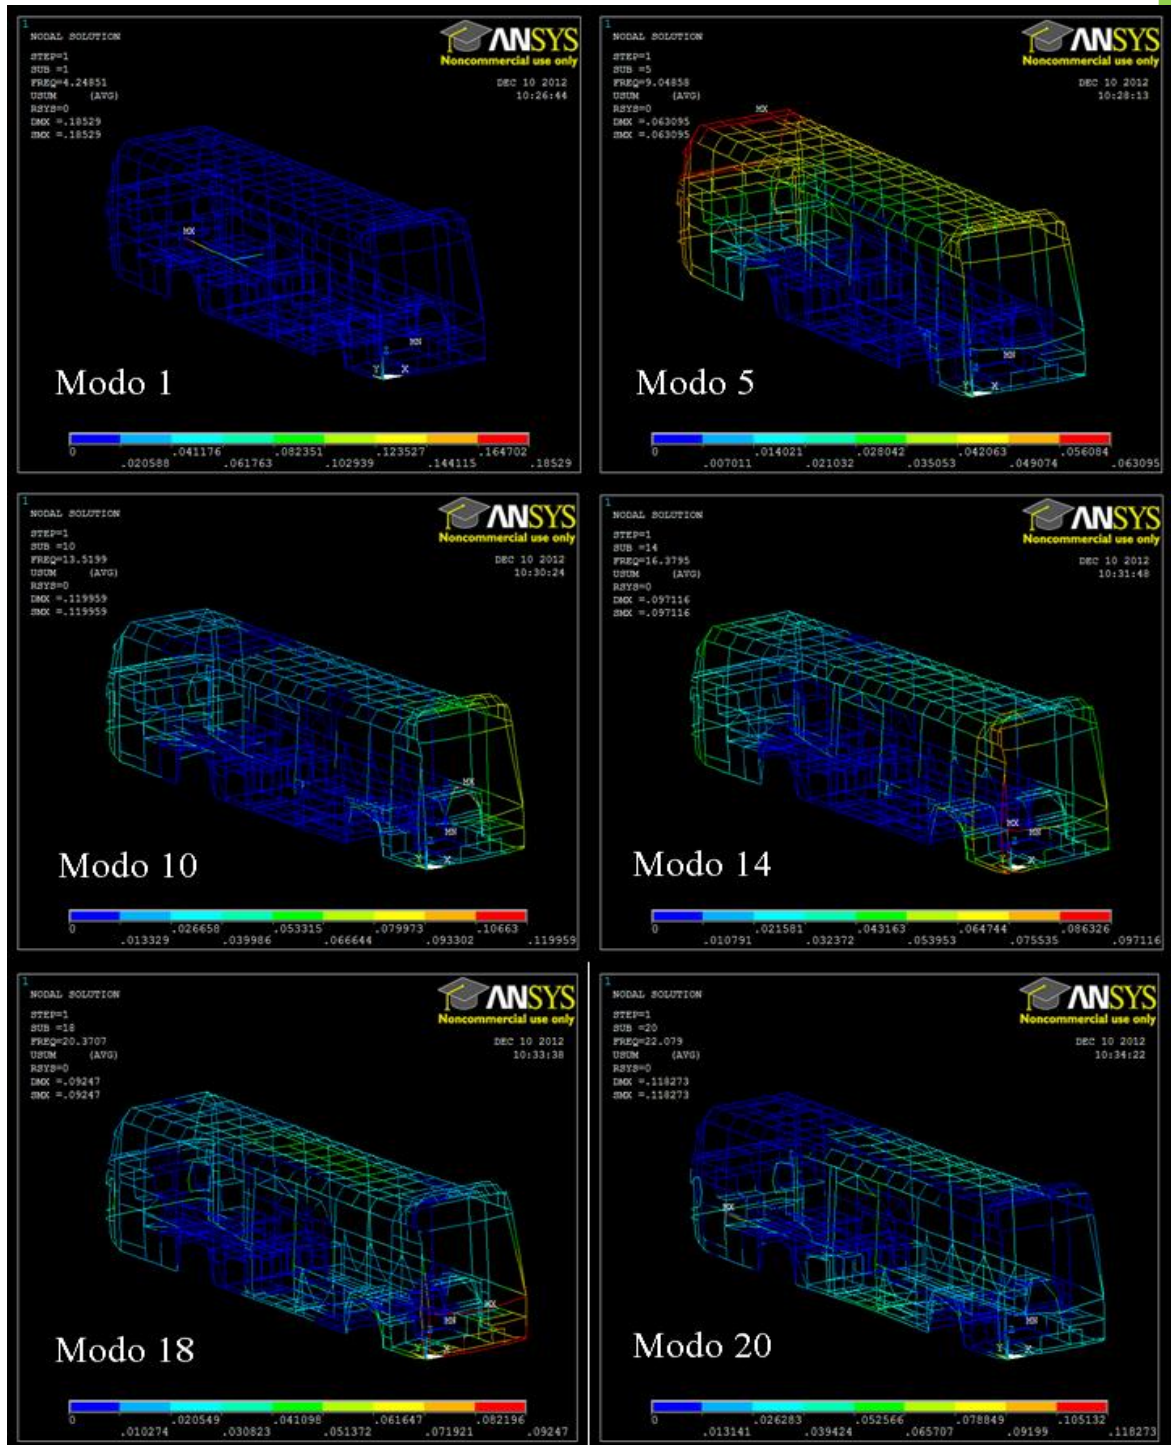 1
NODAL SOLUTION
STEP=1
SUB =1
FREQ=4.24851
USUM (AVG)
RSYS=0
DMX =.18529
SMX =.18529
ANSYS
Noncommercial use only
DEC 10 2012
10:26:44
MX
MN
Z
Y X
Modo 1
0 .041176 .082351 .123527 .164702
.020588 .061763 .102939 .144115 .18529
1
NODAL SOLUTION
STEP=1
SUB =5
FREQ=9.04858
USUM (AVG)
RSYS=0
DMX =.063095
SMX =.063095
ANSYS
Noncommercial use only
DEC 10 2012
10:28:13
MX
MN
Z
Y X
Modo 5
0 .014021 .028042 .042063 .056084
.007011 .021032 .035053 .049074 .063095
1
NODAL SOLUTION
STEP=1
SUB =10
FREQ=13.5199
USUM (AVG)
RSYS=0
DMX =.119959
SMX =.119959
ANSYS
Noncommercial use only
DEC 10 2012
10:30:24
MX
MN
Z
Y X
Modo 10
0 .026658 .053315 .079973 .10663
.013329 .039986 .066644 .093302 .119959
1
NODAL SOLUTION
STEP=1
SUB =14
FREQ=16.3795
USUM (AVG)
RSYS=0
DMX =.097116
SMX =.097116
ANSYS
Noncommercial use only
DEC 10 2012
10:31:48
MX
MN
Z
Y X
Modo 14
0 .021581 .043163 .064744 .086326
.010791 .032372 .053953 .075535 .097116
1
NODAL SOLUTION
STEP=1
SUB =18
FREQ=20.3707
USUM (AVG)
RSYS=0
DMX =.09247
SMX =.09247
ANSYS
Noncommercial use only
DEC 10 2012
10:33:38
MX
MN
Z
Y X
Modo 18
0 .020549 .041098 .061647 .082196
.010274 .030823 .051372 .071921 .09247
1
NODAL SOLUTION
STEP=1
SUB =20
FREQ=22.079
USUM (AVG)
RSYS=0
DMX =.118273
SMX =.118273
ANSYS
Noncommercial use only
DEC 10 2012
10:34:22
MX
MN
Z
Y X
Modo 20
0 .026283 .052566 .078849 .105132
.013141 .039424 .065707 .09199 .118273